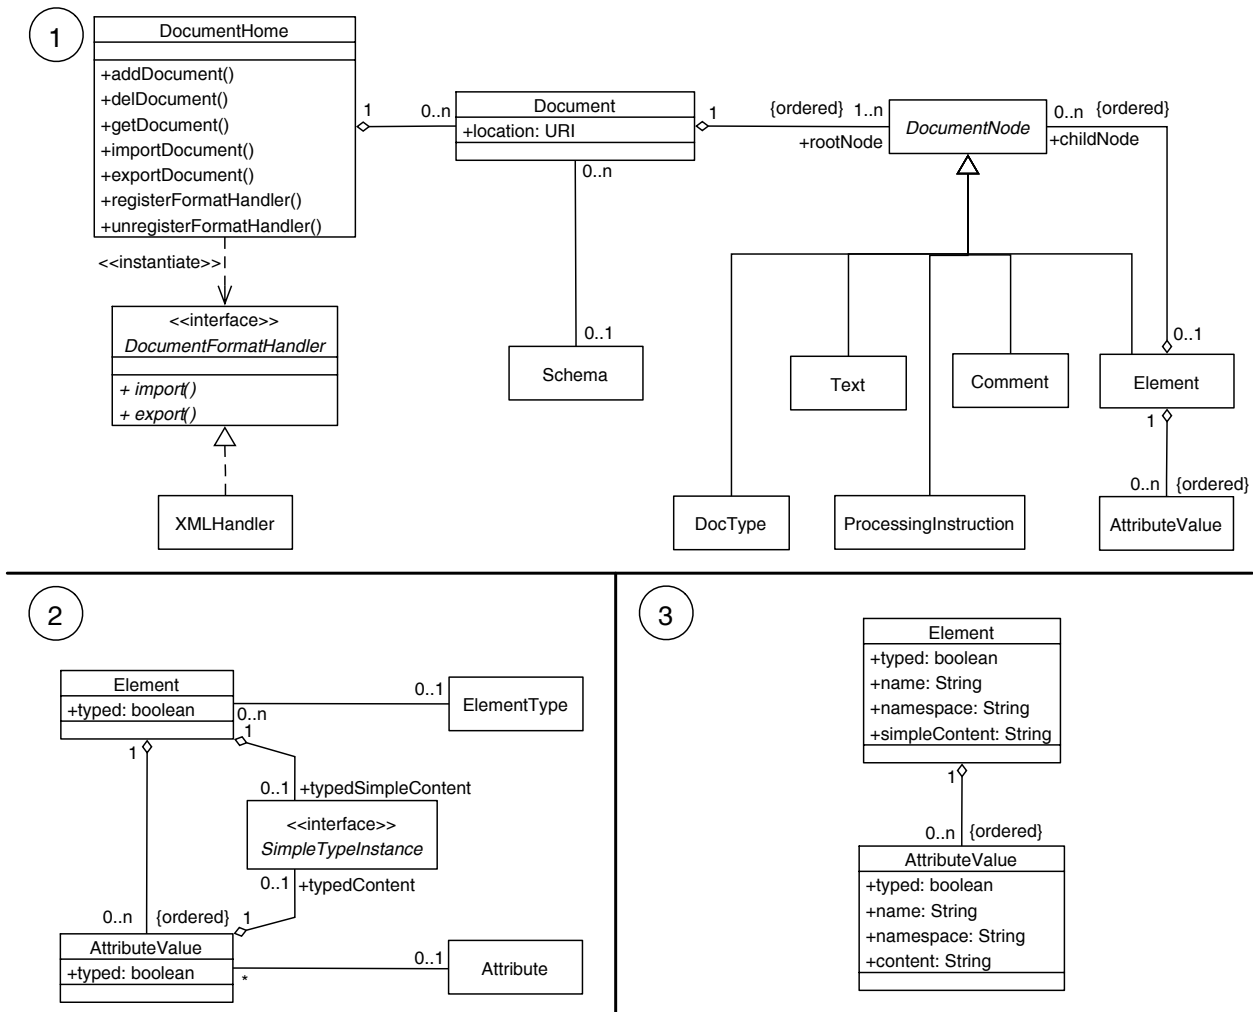 1
DocumentHome
+addDocument()
+delDocument()
+getDocument()
+importDocument()
+exportDocument()
+registerFormatHandler()
+unregisterFormatHandler()
1
0..n
Document
+location: URI
1
{ordered}
1..n
+rootNode
DocumentNode
0..n
{ordered}
+childNode
<<instantiate>>
0..n
<<interface>>
DocumentFormatHandler
+ import()
+ export()
0..1
Schema
Text
Comment
0..1
Element
1
XMLHandler
DocType
ProcessingInstruction
0..n
{ordered}
AttributeValue
2
Element
+typed: boolean
0..n
0..1
ElementType
1
1
0..1
+typedSimpleContent
<<interface>>
SimpleTypeInstance
0..1
+typedContent
0..n
{ordered}
1
AttributeValue
+typed: boolean
*
0..1
Attribute
3
Element
+typed: boolean
+name: String
+namespace: String
+simpleContent: String
1
0..n
{ordered}
AttributeValue
+typed: boolean
+name: String
+namespace: String
+content: String